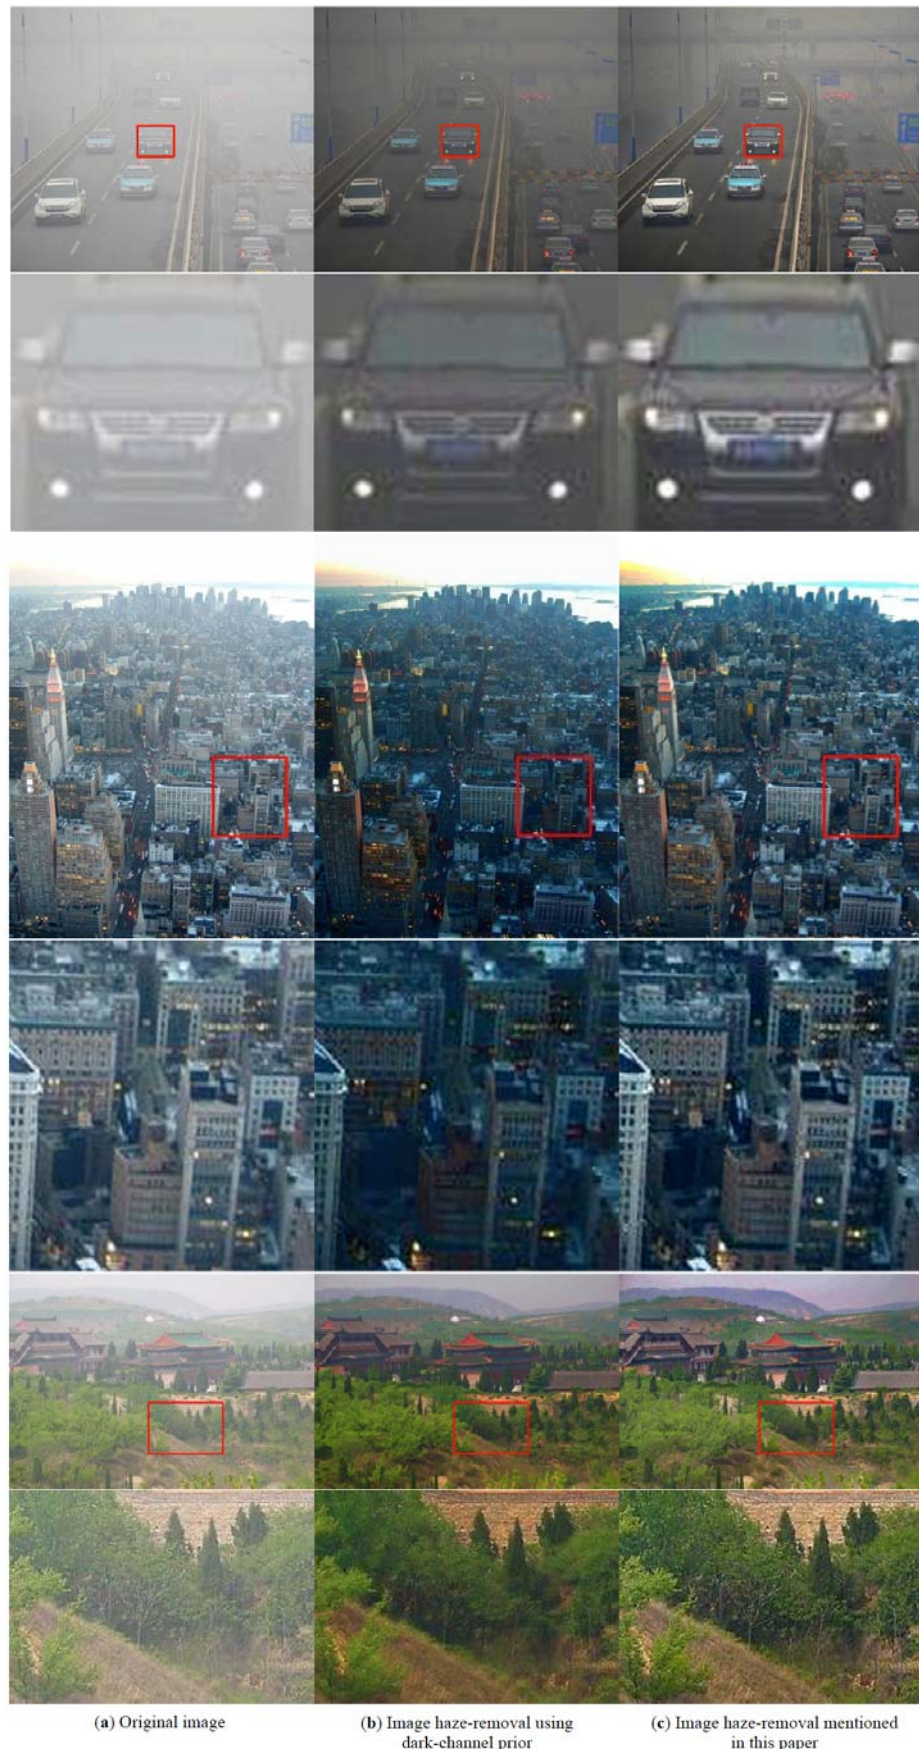 (a) Original image
(b) Image haze-removal using
dark-channel prior
(c) Image haze-removal mentioned
in this paper